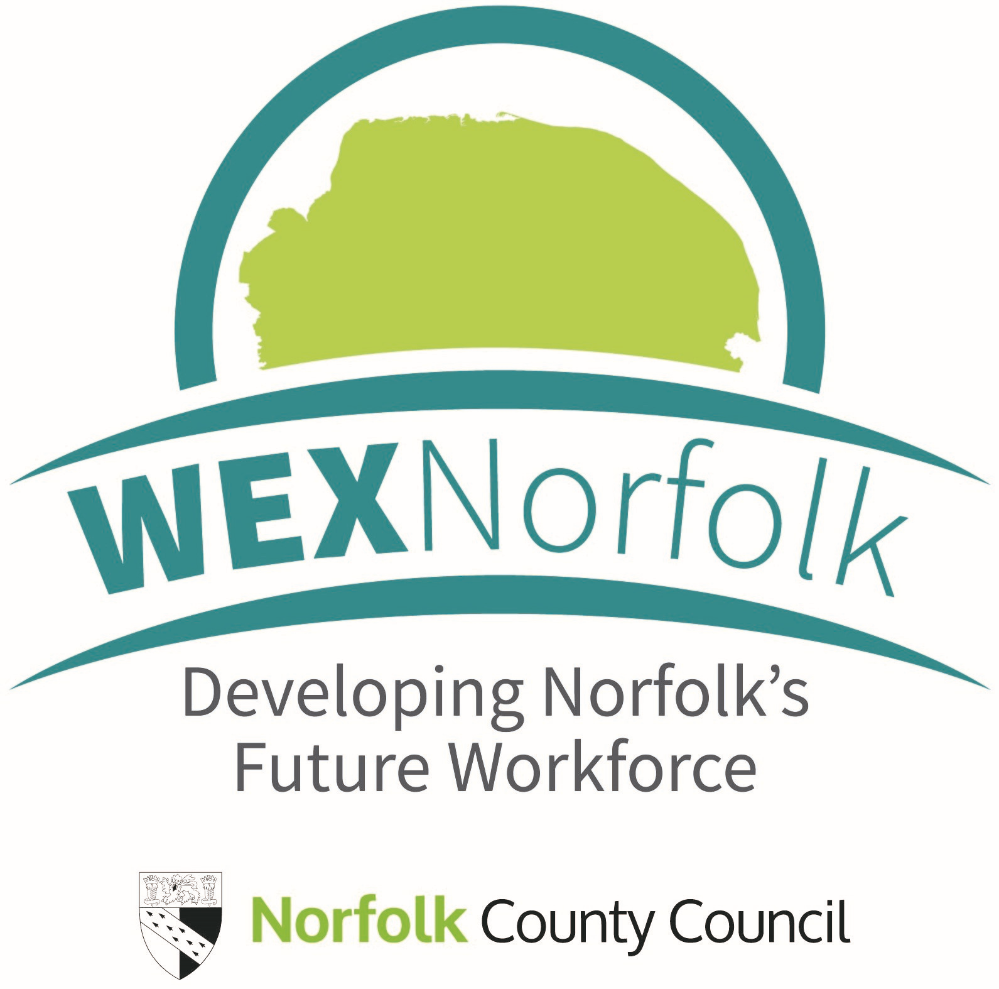 WEXNorfolk
Developing Norfolk’s
Future Workforce
Norfolk County Council